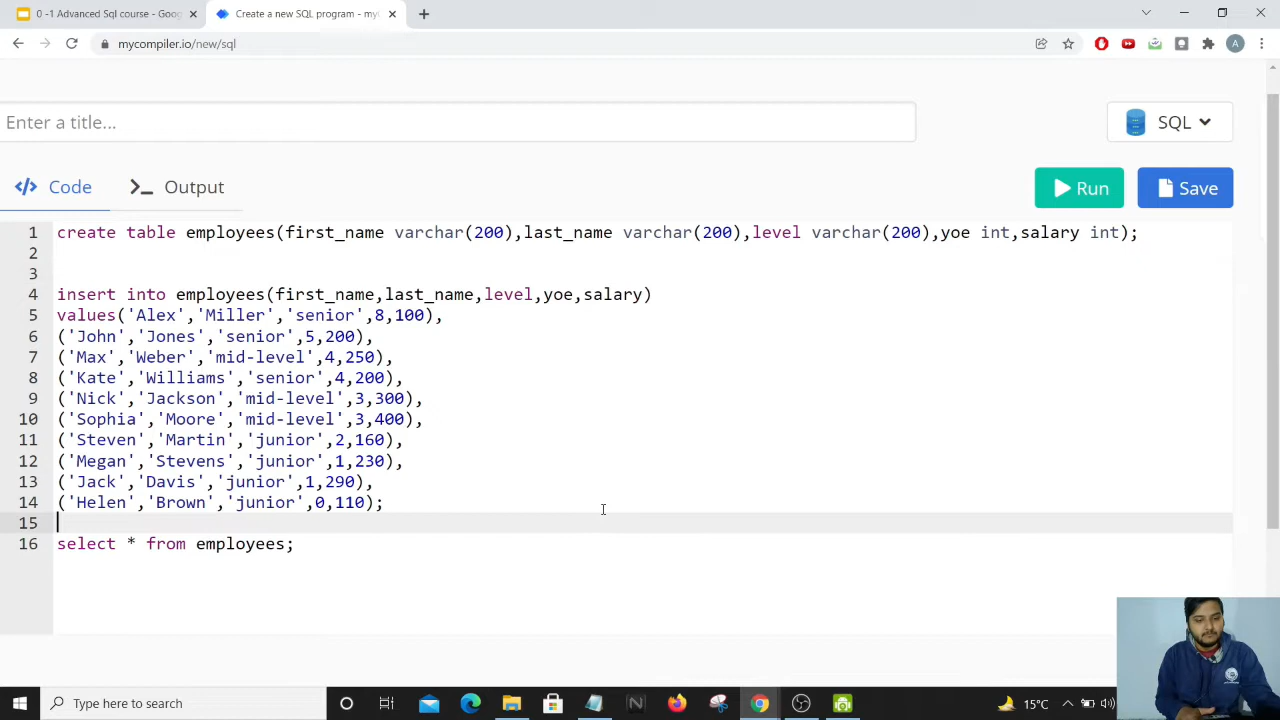 0 -1 Advanced Sql course - Goog
Create a new SQL program - my
mycompiler.io/new/sql
A
Enter a title...
SQL
Code
Output
Run
Save
1 create table employees(first_name varchar(200),last_name varchar(200),level varchar(200),yoe int,salary int);
2
3
4 insert into employees(first_name,last_name,level,yoe,salary)
5 values('Alex','Miller','senior',8,100),
6 ('John','Jones','senior',5,200),
7 ('Max','Weber','mid-level',4,250),
8 ('Kate','Williams','senior',4,200),
9 ('Nick','Jackson','mid-level',3,300),
10 ('Sophia','Moore','mid-level',3,400),
11 ('Steven','Martin','junior',2,160),
12 ('Megan','Stevens','junior',1,230),
13 ('Jack','Davis','junior',1,290),
14 ('Helen','Brown','junior',0,110);
15
16 select * from employees;
Type here to search
15°C